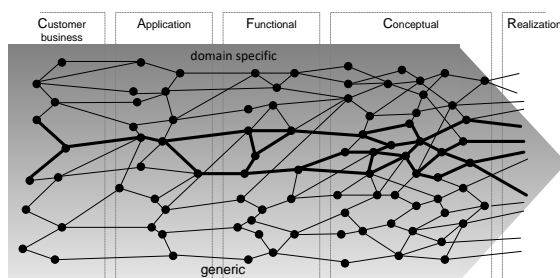 Customer
business
Application
Functional
Conceptual
Realization
domain specific
generic